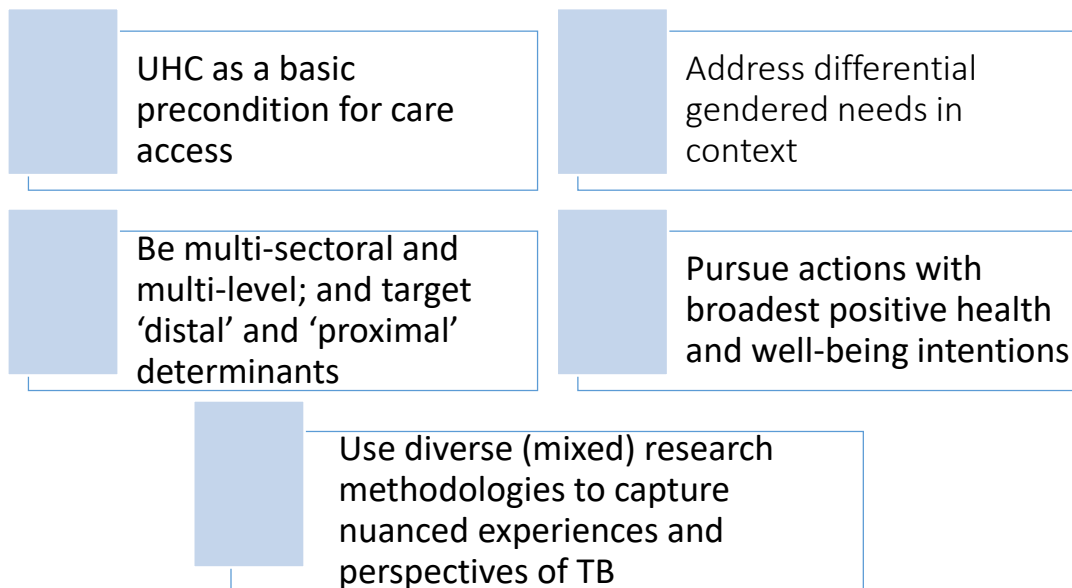 UHC as a basic
precondition for care
access
Address differential
gendered needs in
context
Be multi-sectoral and
multi-level; and target
‘distal’ and ‘proximal’
determinants
Pursue actions with
broadest positive health
and well-being intentions
Use diverse (mixed) research
methodologies to capture
nuanced experiences and
perspectives of TB